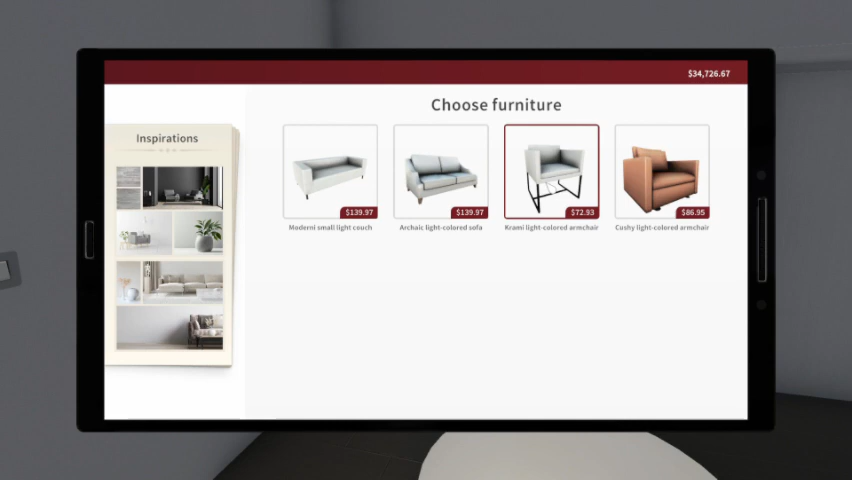 $34,726.67
Choose furniture
Inspirations
$139.97
$139.97
$72.93
$86.95
Moderni small light couch
Archaic light-colored sofa
Krami light-colored armchair
Cushy light-colored armchair